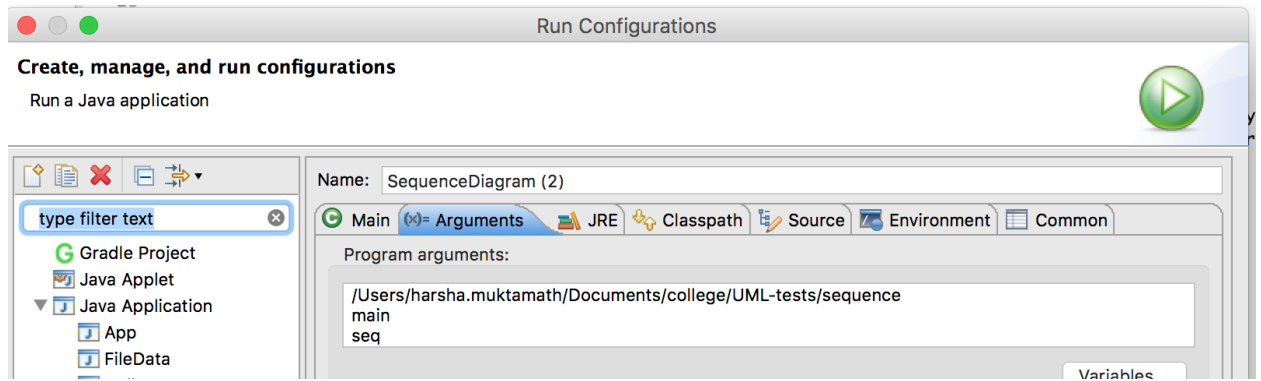 Run Configurations
Create, manage, and run configurations
Run a Java application
Name: SequenceDiagram (2)
type filter text
Main (x)= Arguments JRE Classpath Source Environment Common
Gradle Project
Program arguments:
Java Applet
/Users/harsha.muktamath/Documents/college/UML-tests/sequence
Java Application
main
App
seq
FileData
Variables